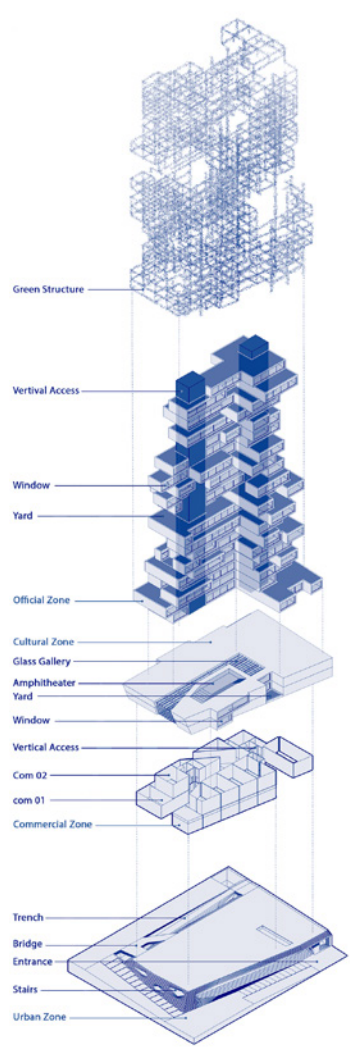 Green Structure
Vertival Access
Window
Yard
Official Zone
Cultural Zone
Glass Gallery
Amphitheater
Yard
Window
Vertical Access
Com 02
com 01
Commercial Zone
Trench
Bridge
Entrance
Stairs
Urban Zone